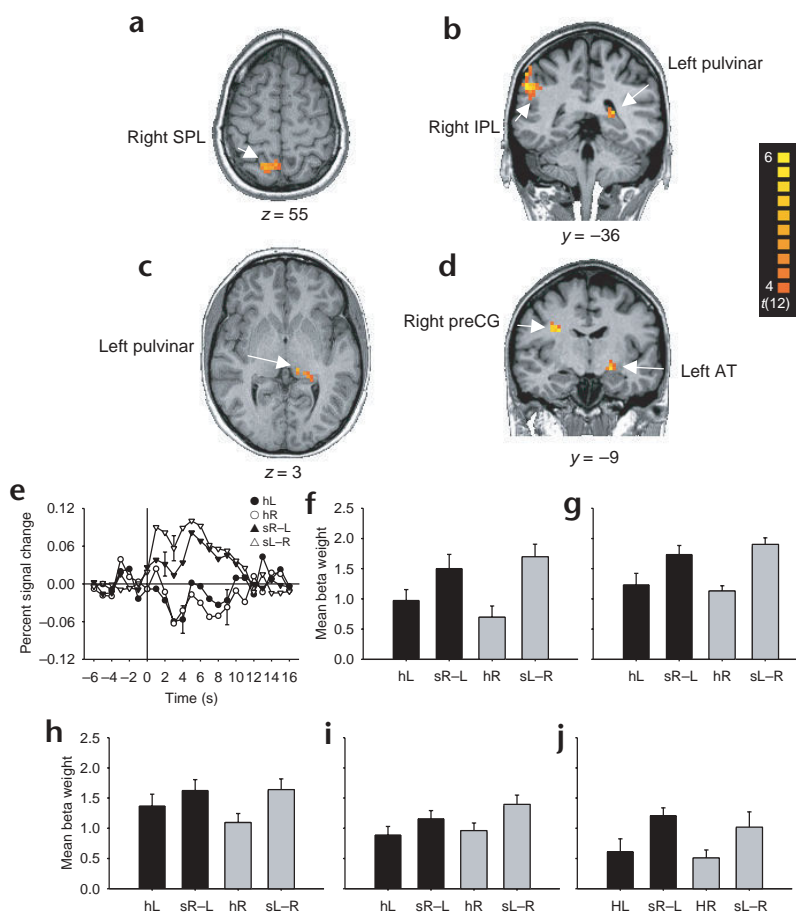 a
Right SPL
z = 55
b
Left pulvinar
Right IPL
y = –36
6
4
t(12)
c
Left pulvinar
z = 3
d
Right preCG
Left AT
y = –9
e
Percent signal change
0.12
0.06
0.00
–0.06
–0.12
–6 –4 –2 0 2 4 6 8 10 12 14 16
Time (s)
hL
hR
sR–L
sL–R
f
Mean beta weight
2.5
2.0
1.5
1.0
0.5
0.0
hL sR–L hR sL–R
g
hL sR–L hR sL–R
h
Mean beta weight
2.5
2.0
1.5
1.0
0.5
0.0
hL sR–L hR sL–R
i
hL sR–L hR sL–R
j
HL sR–L HR sL–R